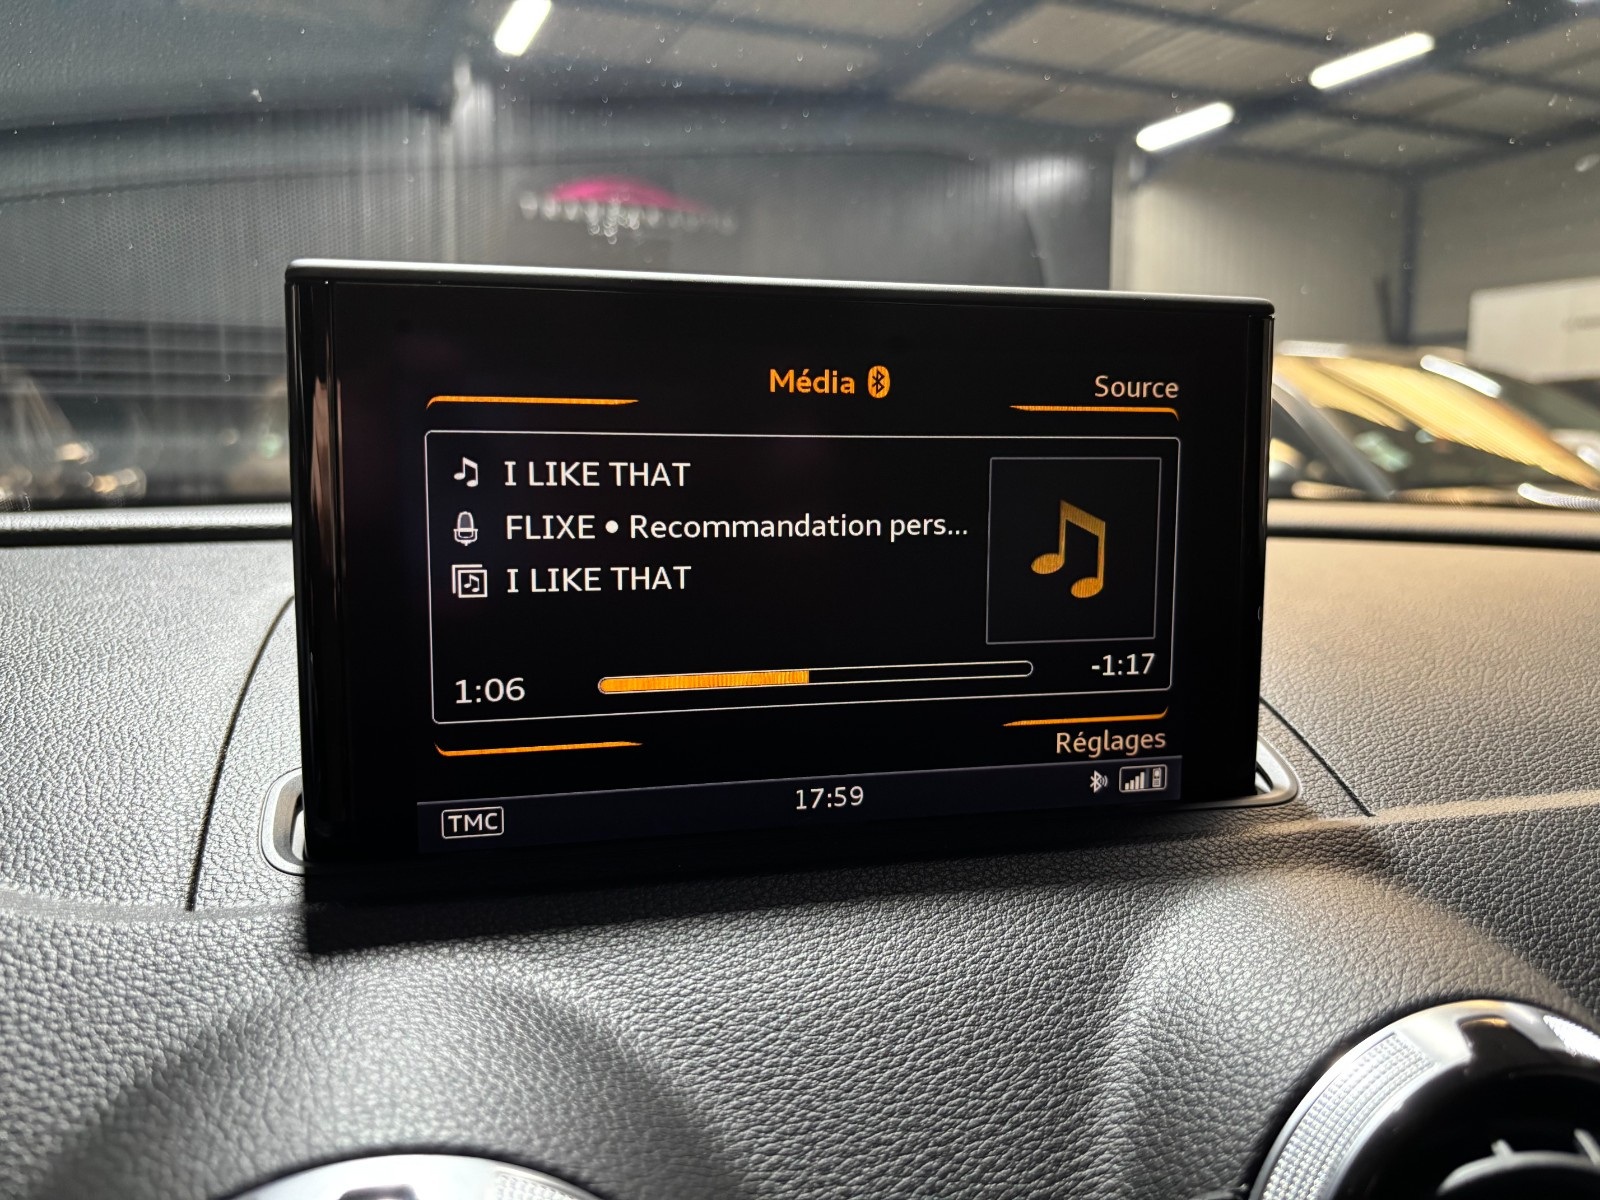 Média
Source
I LIKE THAT
FLIXE • Recommandation pers...
I LIKE THAT
1:06
-1:17
Réglages
TMC
17:59